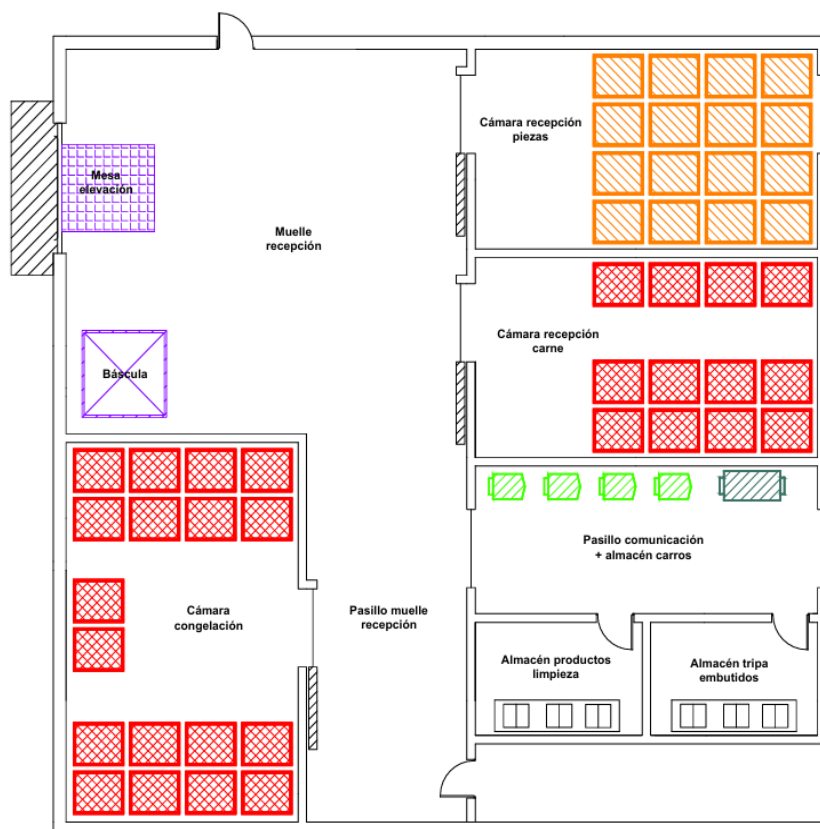 Cámara recepción
piezas
Mesa
elevación
Muelle
recepción
Cámara recepción
carne
Báscula
Pasillo comunicación
+ almacén carros
Cámara
congelación
Pasillo muelle
recepción
Almacén productos
limpieza
Almacén tripa
embutidos